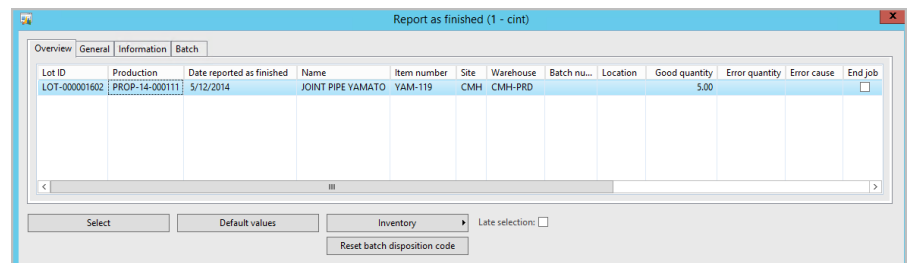 Report as finished (1 - cint)
x
Overview General Information Batch
Lot ID Production Date reported as finished Name Item number Site Warehouse Batch nu... Location Good quantity Error quantity Error cause End job
LOT-000001602 PROP-14-000111 5/12/2014 JOINT PIPE YAMATO YAM-119 CMH CMH-PRD 5.00
Select Default values Inventory Late selection:
Reset batch disposition code